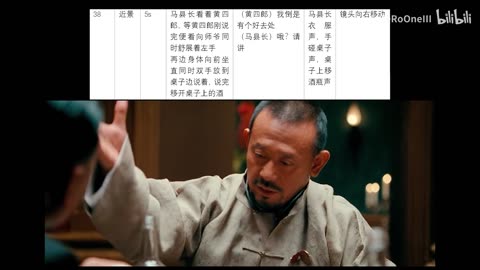 RoOneIII bilibili
38 近景 5s 马县长看着黄四 （黄四郎）我倒是 马县长 镜头向右移动
郎，等黄四郎刚说 有个好去处 衣服
完便看向师爷同 （马县长）哦？请 声，手
时舒展着左手 讲 碰桌子
再边身体向前坐 声，桌
直同时双手放到 子上移
桌子边说着，说完 酒瓶声
移开桌子上的酒